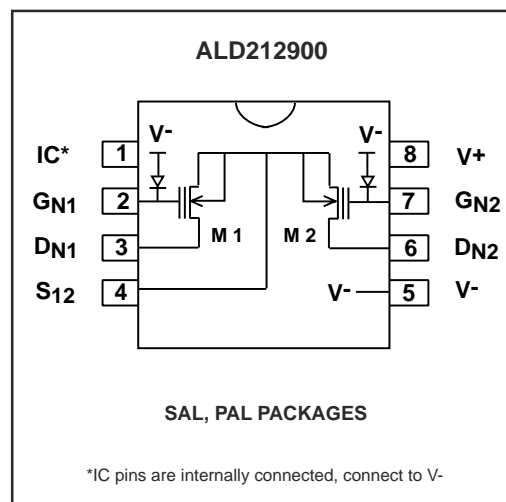 ALD212900
V- V-
IC* 1 8 V+
GN1 2 7 GN2
M 1 M 2
DN1 3 6 DN2
S12 4 V- 5 V-
SAL, PAL PACKAGES
*IC pins are internally connected, connect to V-